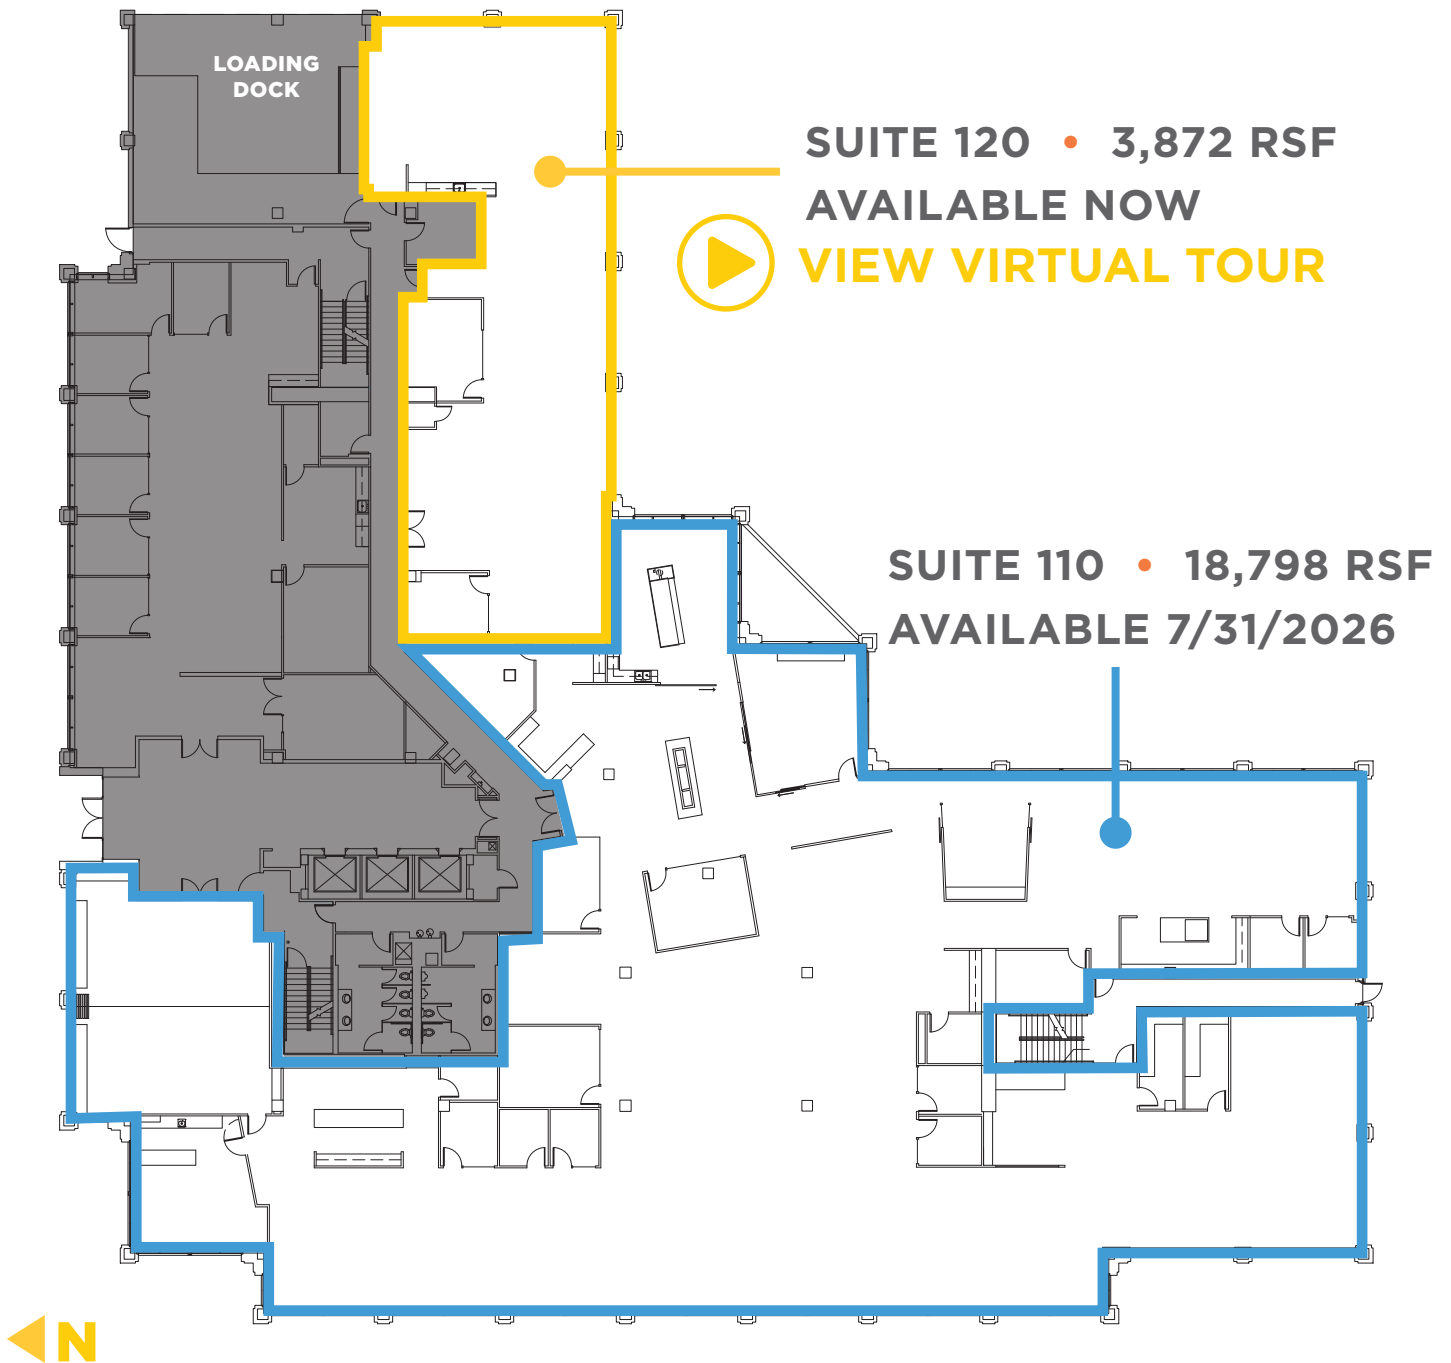 LOADING
DOCK
SUITE 120 • 3,872 RSF
AVAILABLE NOW
VIEW VIRTUAL TOUR
SUITE 110 • 18,798 RSF
AVAILABLE 7/31/2026
N